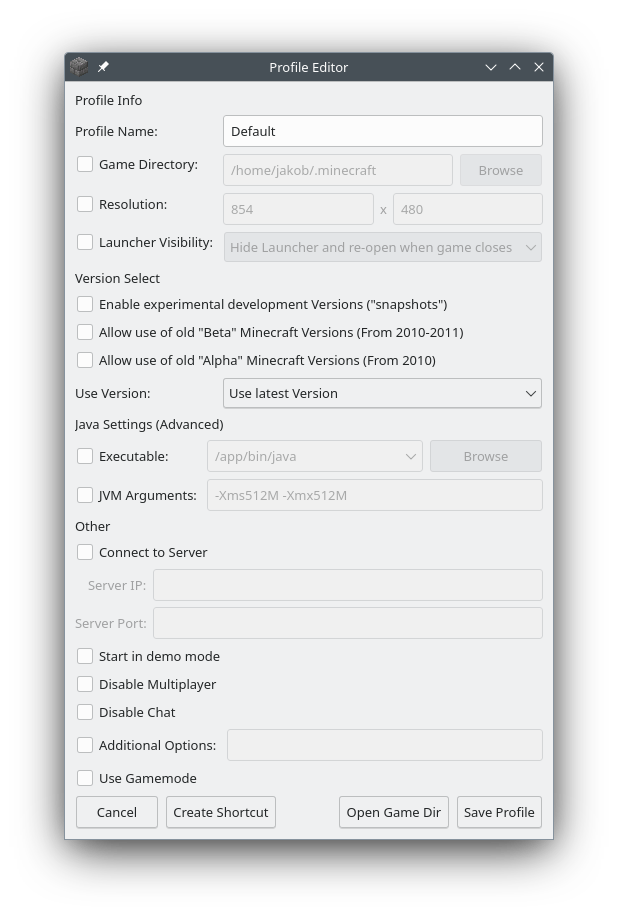 Profile Editor
Profile Info
Profile Name: Default
Game Directory: /home/jakob/.minecraft Browse
Resolution: 854 x 480
Launcher Visibility: Hide Launcher and re-open when game closes
Version Select
Enable experimental development Versions ("snapshots")
Allow use of old "Beta" Minecraft Versions (From 2010-2011)
Allow use of old "Alpha" Minecraft Versions (From 2010)
Use Version: Use latest Version
Java Settings (Advanced)
Executable: /app/bin/java Browse
JVM Arguments: -Xms512M -Xmx512M
Other
Connect to Server
Server IP:
Server Port:
Start in demo mode
Disable Multiplayer
Disable Chat
Additional Options:
Use Gamemode
Cancel Create Shortcut Open Game Dir Save Profile